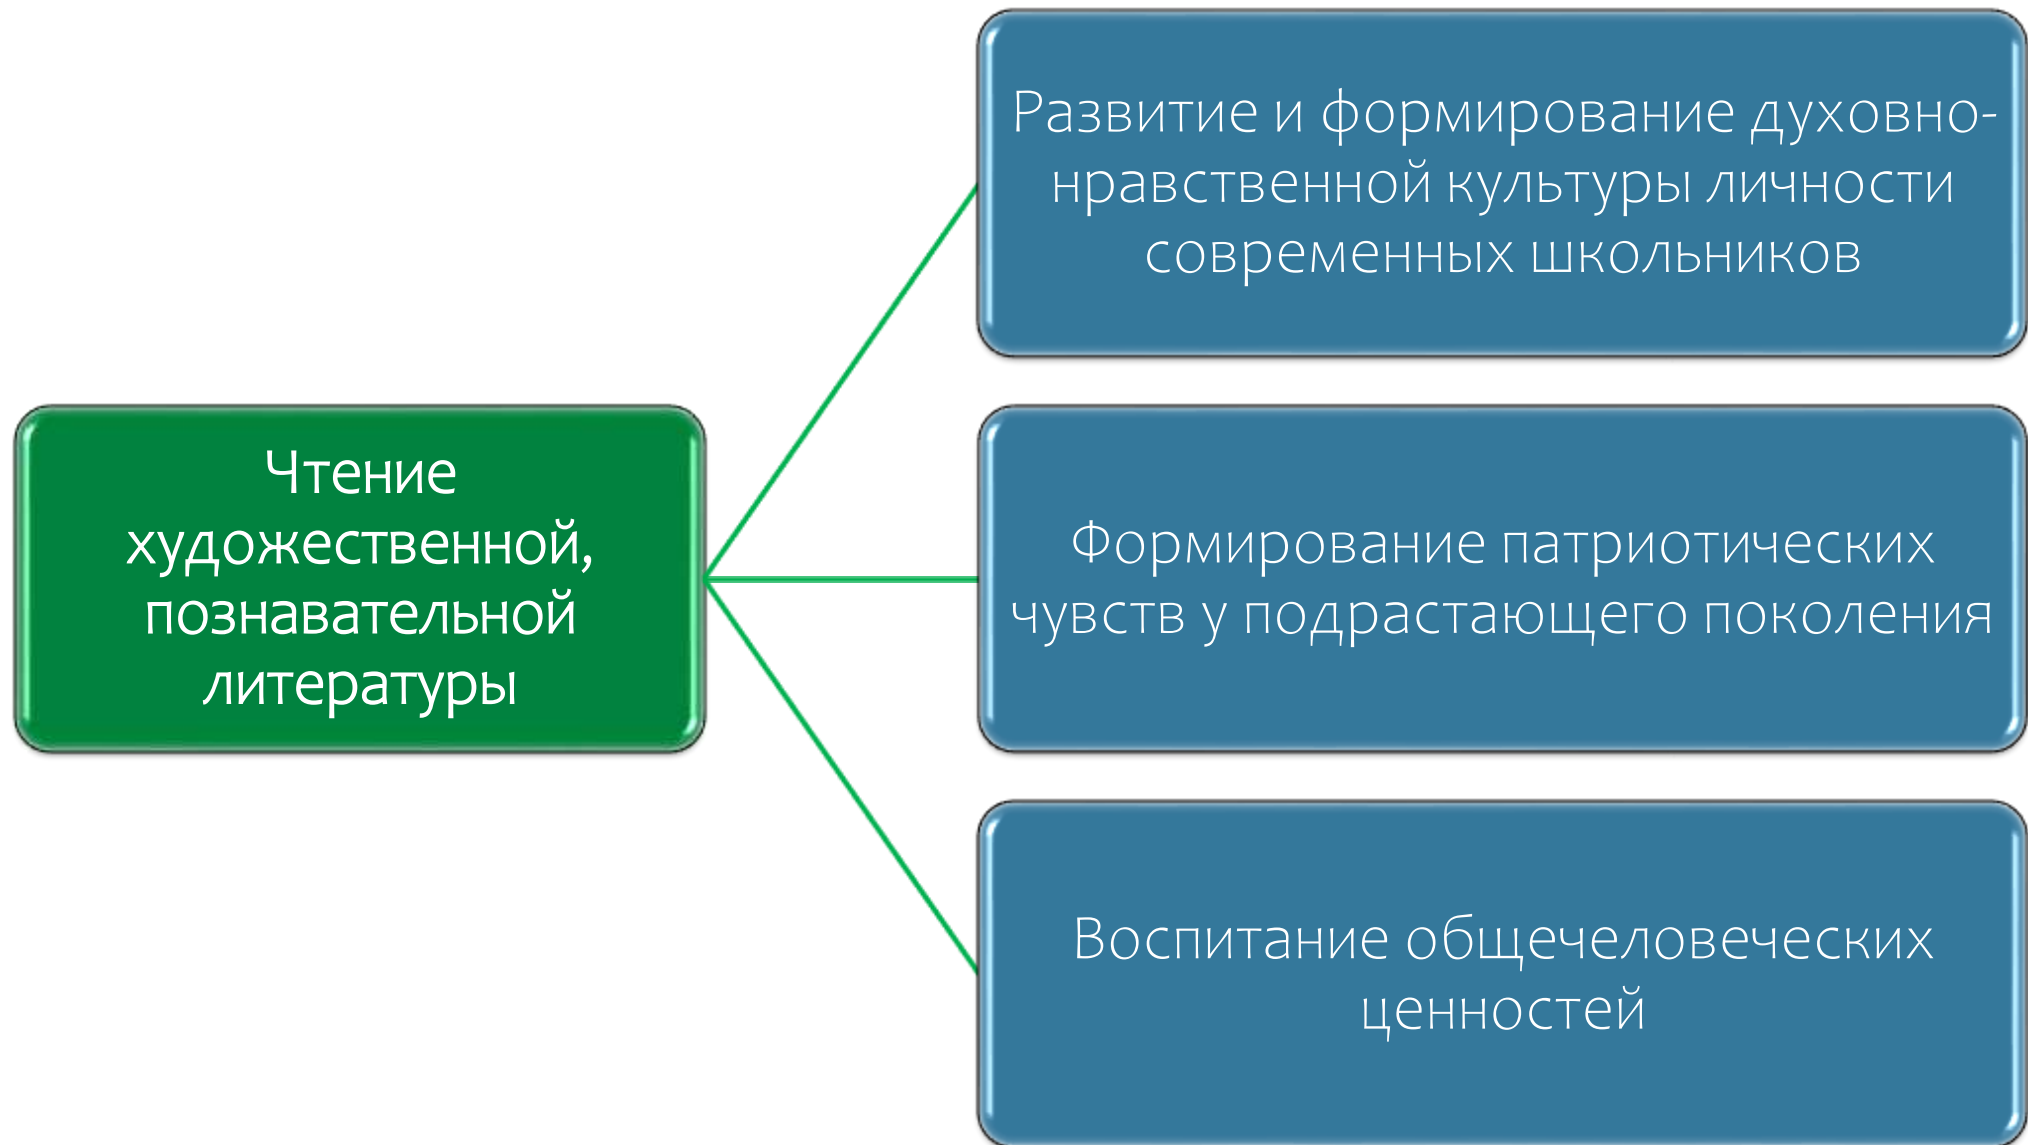 Чтение
художественной,
познавательной
литературы
Развитие и формирование духовно-
нравственной культуры личности
современных школьников
Формирование патриотических
чувств у подрастающего поколения
Воспитание общечеловеческих
ценностей